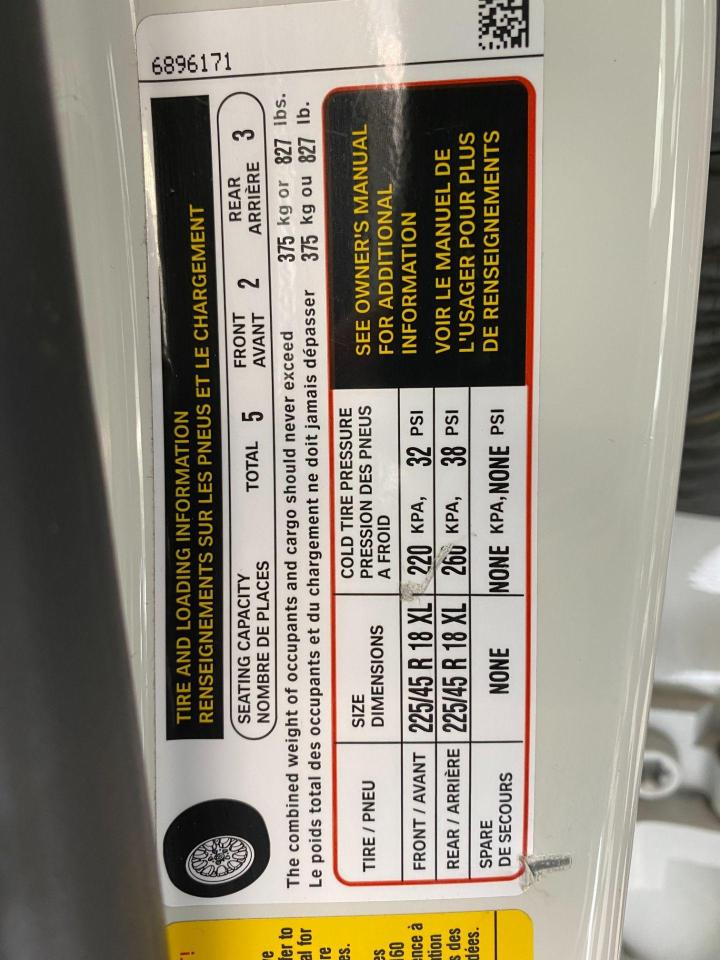 6896171
TIRE AND LOADING INFORMATION
RENSEIGNEMENTS SUR LES PNEUS ET LE CHARGEMENT
SEATING CAPACITY
NOMBRE DE PLACES
TOTAL 5
FRONT
AVANT 2
REAR
ARRIÈRE 3
The combined weight of occupants and cargo should never exceed 375 kg or 827 lbs.
Le poids total des occupants et du chargement ne doit jamais dépasser 375 kg ou 827 lb.
TIRE / PNEU
SIZE
DIMENSIONS
COLD TIRE PRESSURE
PRESSION DES PNEUS
A FROID
FRONT / AVANT 225/45 R 18 XL 220 KPA, 32 PSI
REAR / ARRIÈRE 225/45 R 18 XL 260 KPA, 38 PSI
SPARE
DE SECOURS NONE NONE KPA, NONE PSI
SEE OWNER'S MANUAL
FOR ADDITIONAL
INFORMATION
VOIR LE MANUEL DE
L'USAGER POUR PLUS
DE RENSEIGNEMENTS